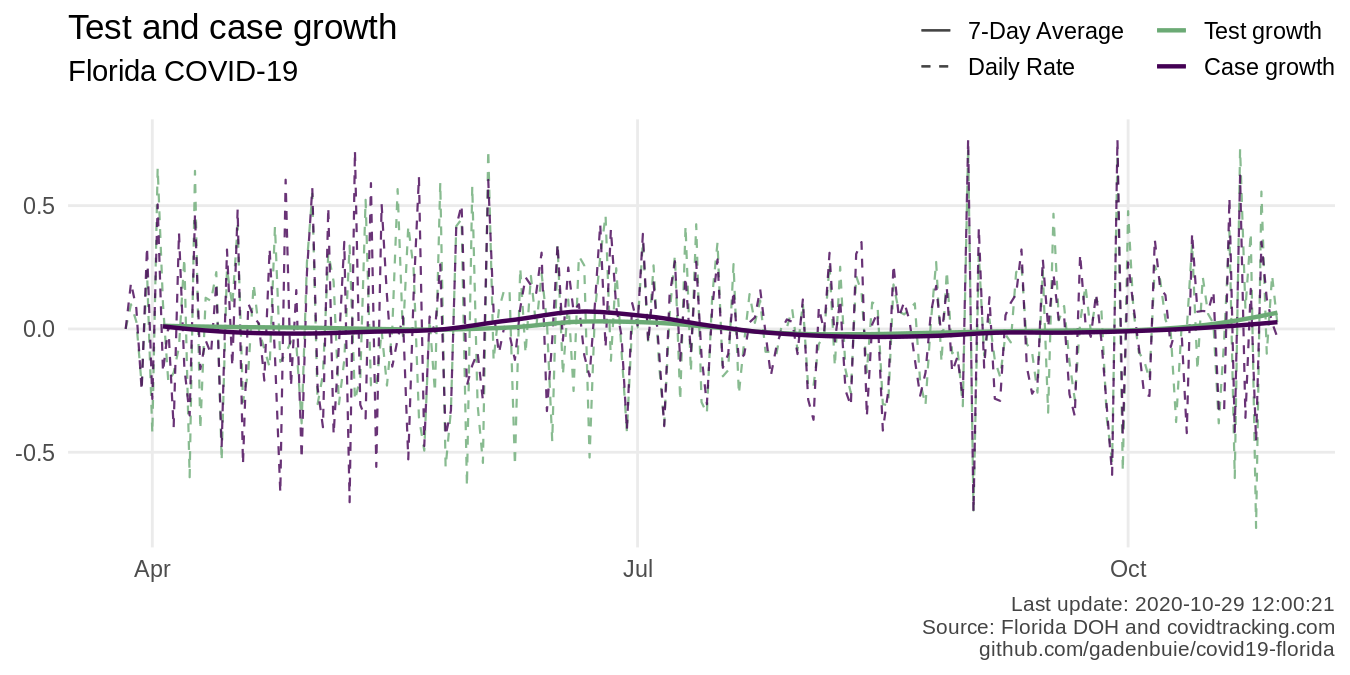 Test and case growth
Florida COVID-19
7-Day Average
Test growth
Daily Rate
Case growth
0.5
0.0
-0.5
Apr
Jul
Oct
Last update: 2020-10-29 12:00:21
Source: Florida DOH and covidtracking.com
github.com/gadenbuie/covid19-florida